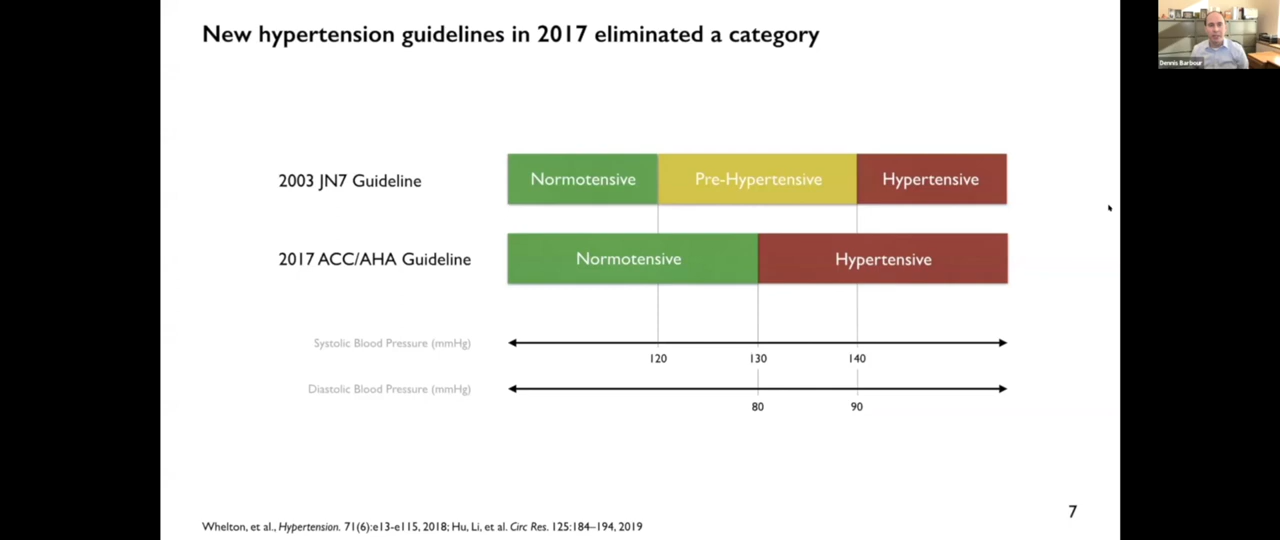 New hypertension guidelines in 2017 eliminated a category
Dennis Barbour
2003 JN7 Guideline
Normotensive
Pre-Hypertensive
Hypertensive
2017 ACC/AHA Guideline
Normotensive
Hypertensive
Systolic Blood Pressure (mmHg)
120
130
140
Diastolic Blood Pressure (mmHg)
80
90
7
Whelton, et al., Hypertension. 71(6):e13-e115, 2018; Hu, Li, et al. Circ Res. 125:184–194, 2019